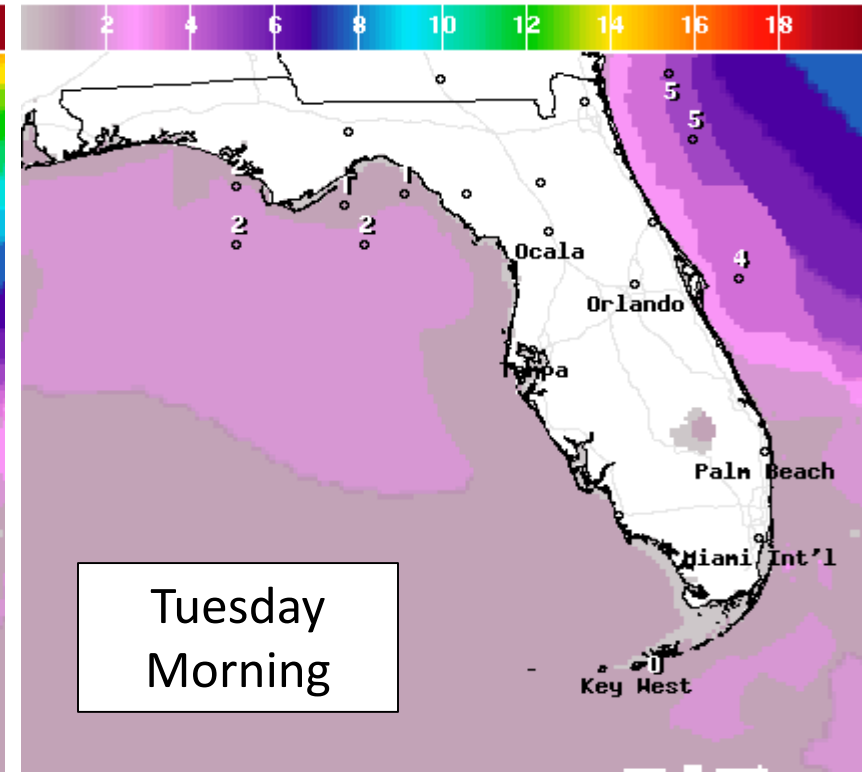 2 4 6 8 10 12 14 16 18
5
5
2
1
1
2
2
Ocala
4
Orlando
Tampa
Palm Beach
Miami Int'l
Tuesday
Morning
0
Key West